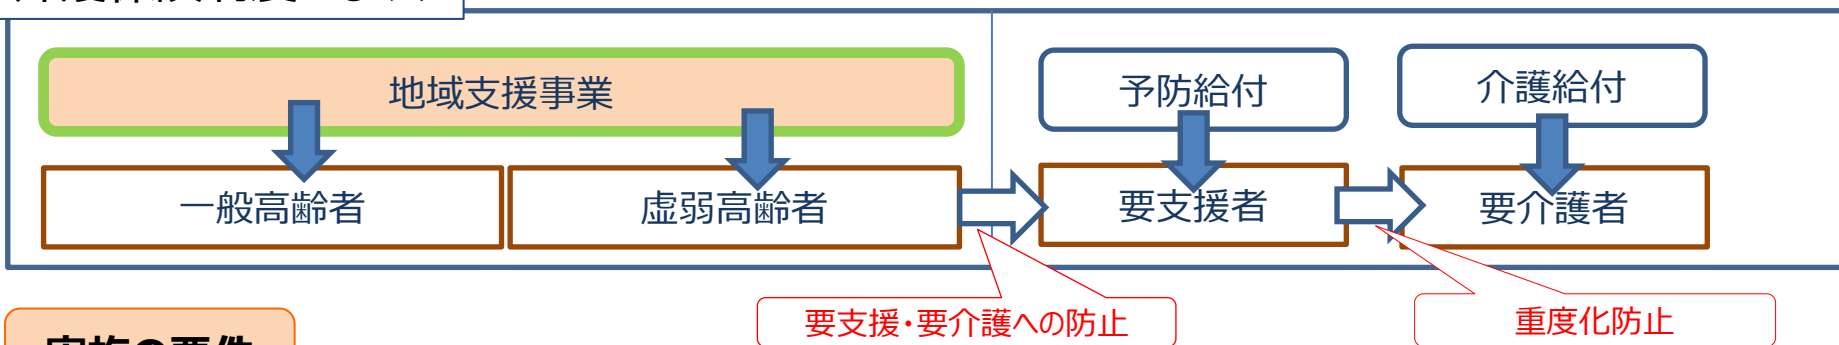 地域支援事業
予防給付
介護給付
一般高齢者
虚弱高齢者
要支援者
要介護者
要支援・要介護への防止
重度化防止